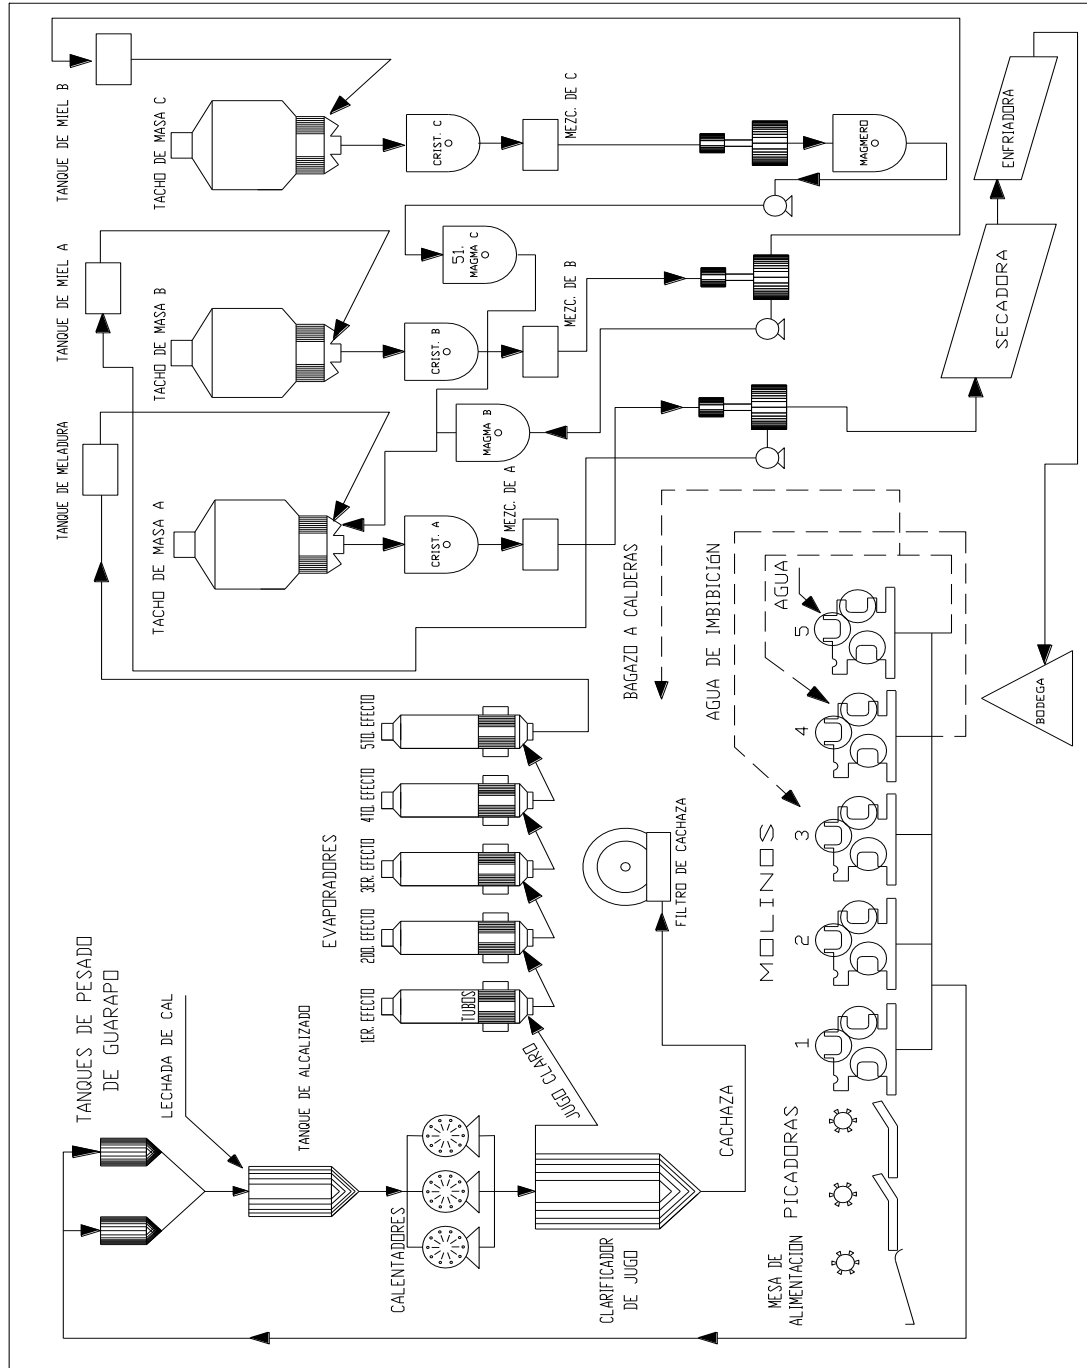 TANQUES DE PESADO
DE GUARAPO
LECHADA DE CAL
TANQUE DE ALCALIZADO
CALENTADORES
CLARIFICADOR
DE JUGO
JUGO CLARO
CACHAZA
FILTRO DE CACHAZA
EVAPORADORES
1ER. EFECTO
2DO. EFECTO
3ER. EFECTO
4TO. EFECTO
5TO. EFECTO
TUBOS
TANQUE DE MELADURA
TANQUE DE MIEL A
TANQUE DE MIEL B
TACHO DE MASA A
TACHO DE MASA B
TACHO DE MASA C
CRIST. A
CRIST. B
CRIST. C
MAGMA B
51.
MAGMA C
MEZC. DE A
MEZC. DE B
MEZC. DE C
MAGMERO
BAGAZO A CALDERAS
AGUA DE IMBIBICIÓN
AGUA
MESA DE
ALIMENTACION
PICADORAS
MOLINOS
1
2
3
4
5
SECADORA
ENFRIADORA
BODEGA